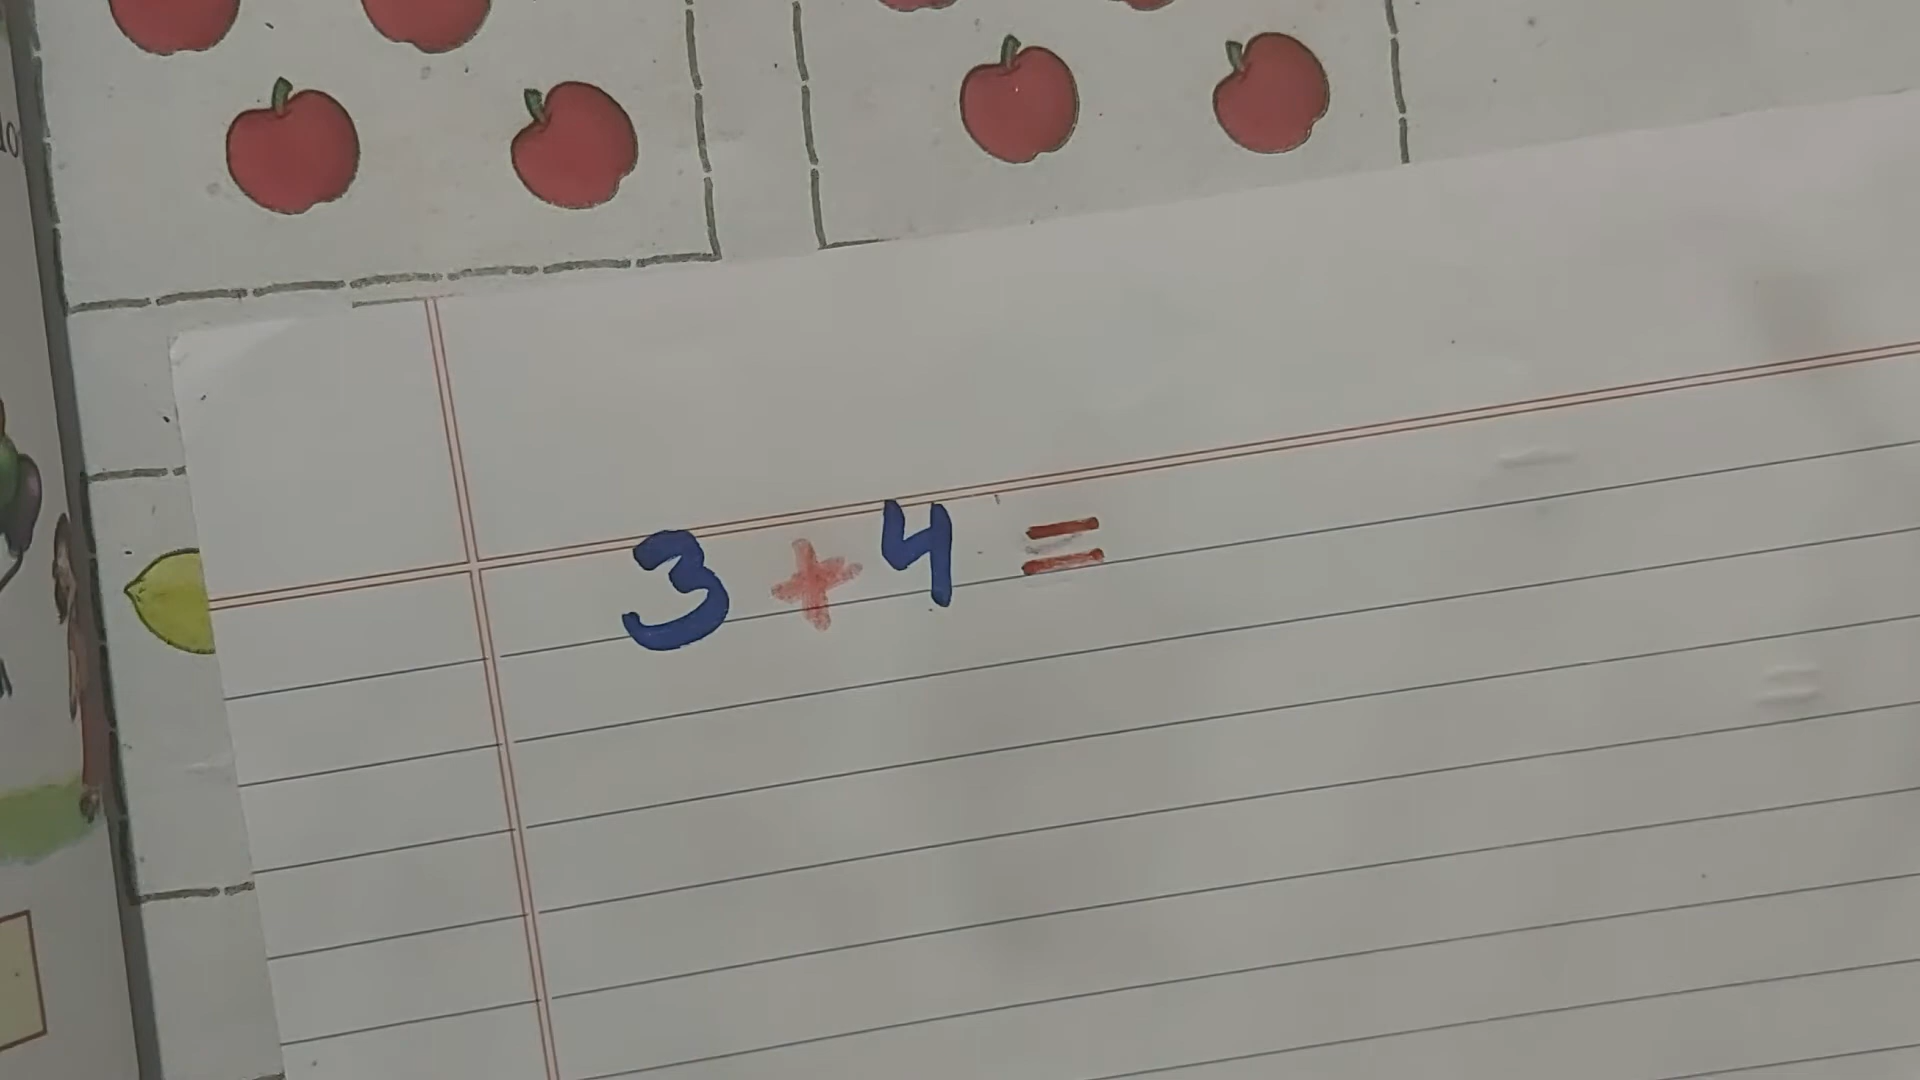 3 + 4 =